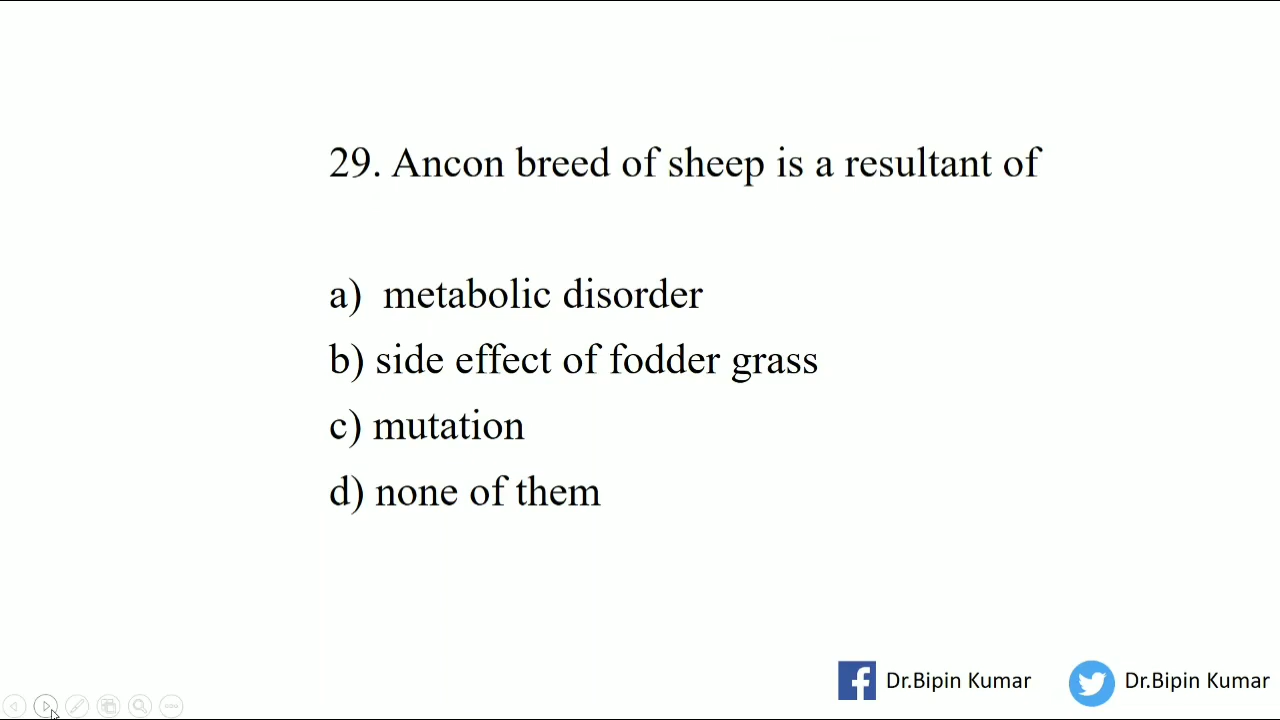 29. Ancon breed of sheep is a resultant of
a) metabolic disorder
b) side effect of fodder grass
c) mutation
d) none of them
Dr.Bipin Kumar Dr.Bipin Kumar